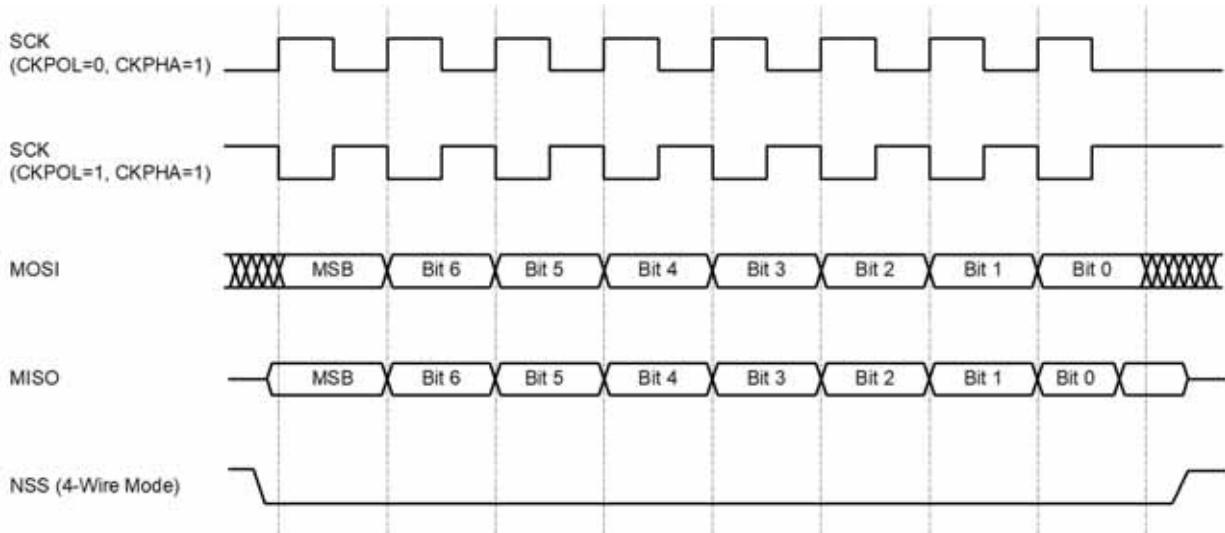 SCK
(CKPOL=0, CKPHA=1)
SCK
(CKPOL=1, CKPHA=1)
MOSI MSB Bit 6 Bit 5 Bit 4 Bit 3 Bit 2 Bit 1 Bit 0
MISO MSB Bit 6 Bit 5 Bit 4 Bit 3 Bit 2 Bit 1 Bit 0
NSS (4-Wire Mode)